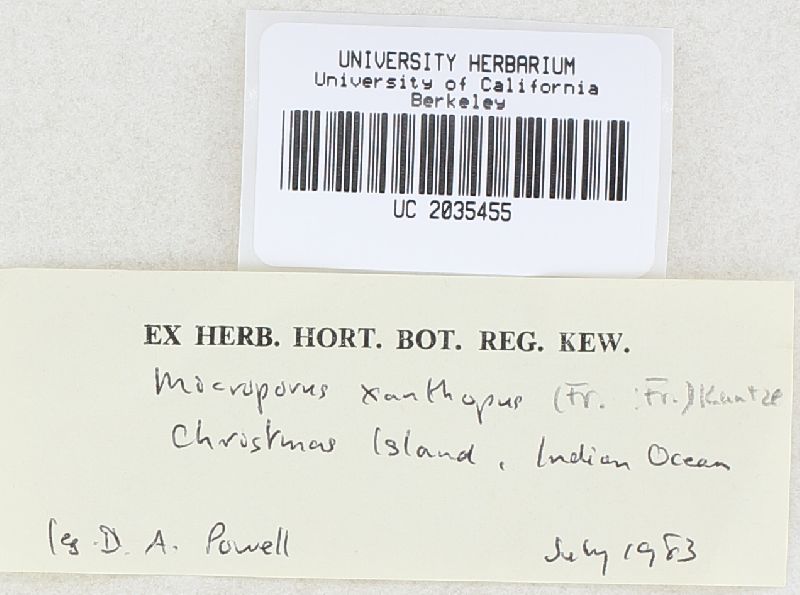 UNIVERSITY HERBARIUM
University of California
Berkeley
UC 2035455
EX HERB. HORT. BOT. REG. KEW.
Microporus xanthopus (Fr. : Fr.) Kuntze
Christmas Island, Indian Ocean
leg. D. A. Powell
July 1983